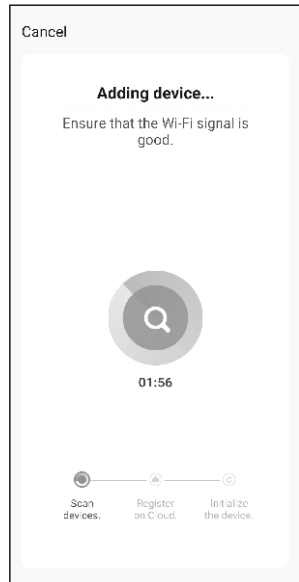 Cancel
Adding device...
Ensure that the Wi-Fi signal is
good.
01:56
Scan
devices.
Register
on Cloud.
Initialize
the device.